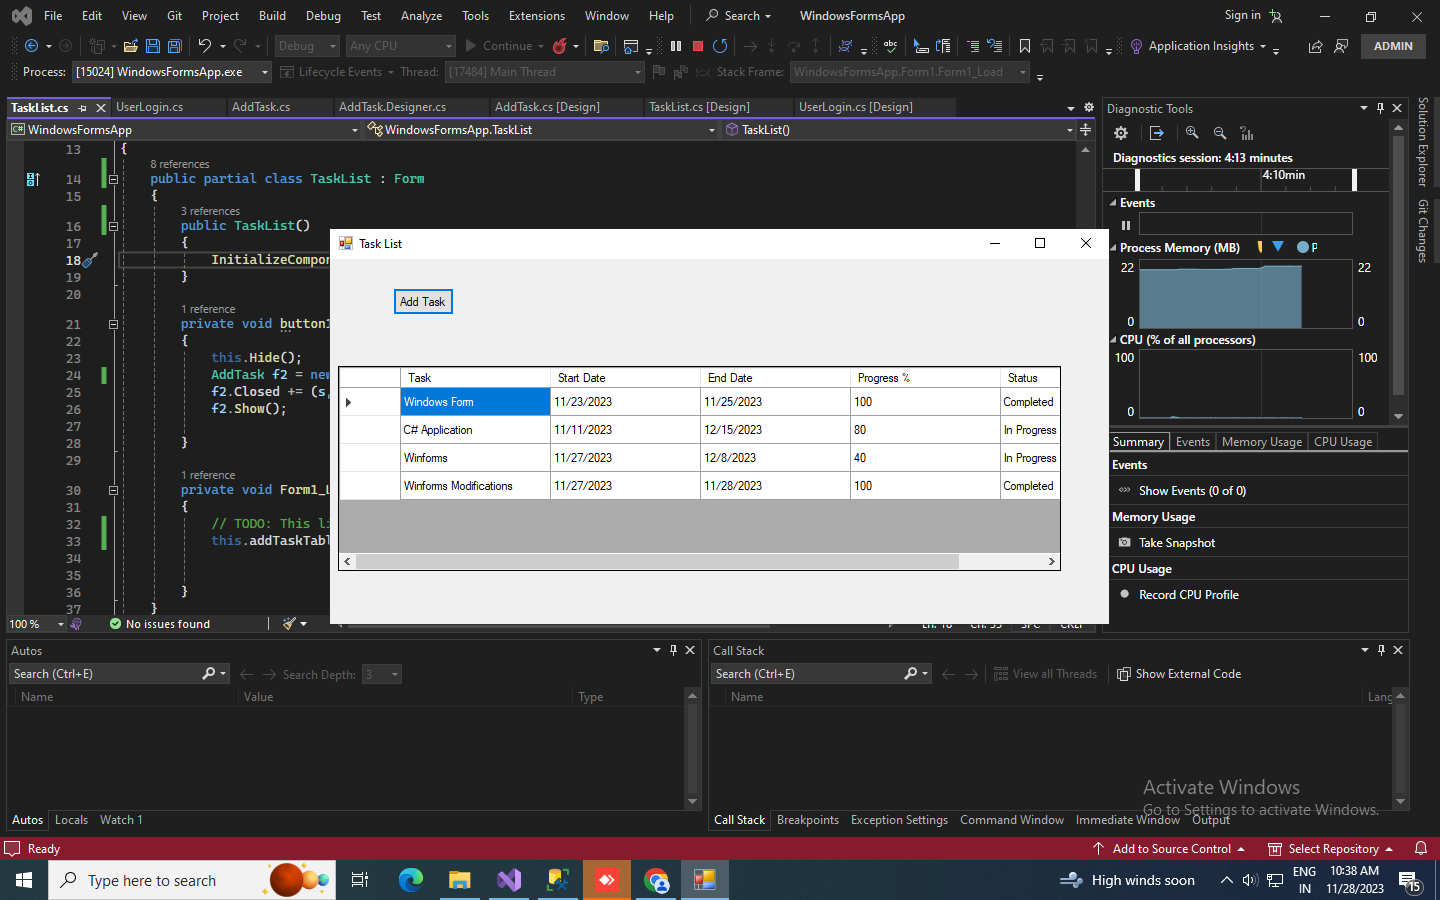 File Edit View Git Project Build Debug Test Analyze Tools Extensions Window Help Search WindowsFormsApp Sign in
Debug Any CPU Continue Application Insights ADMIN
Process: [15024] WindowsFormsApp.exe Lifecycle Events Thread: [17484] Main Thread Stack Frame: WindowsFormsApp.Form1.Form1_Load
TaskList.cs UserLogin.cs AddTask.cs AddTask.Designer.cs AddTask.cs [Design] TaskList.cs [Design] UserLogin.cs [Design]
WindowsFormsApp WindowsFormsApp.TaskList TaskList()
13 {
8 references
14 public partial class TaskList : Form
15 {
3 references
16 public TaskList()
17 {
18 InitializeCompon
19 }
20
1 reference
21 private void button1
22 {
23 this.Hide();
24 AddTask f2 = new
25 f2.Closed += (s,
26 f2.Show();
27
28 }
29
1 reference
30 private void Form1_L
31 {
32 // TODO: This li
33 this.addTaskTabl
34
35
36 }
37 }
100 % No issues found
Task List
Add Task
Task Start Date End Date Progress % Status
Windows Form 11/23/2023 11/25/2023 100 Completed
C# Application 11/11/2023 12/15/2023 80 In Progress
Winforms 11/27/2023 12/8/2023 40 In Progress
Winforms Modifications 11/27/2023 11/28/2023 100 Completed
Diagnostic Tools
Diagnostics session: 4:13 minutes
4:10min
Events
Process Memory (MB) P
22 22
0 0
CPU (% of all processors)
100 100
0 0
Summary Events Memory Usage CPU Usage
Events
Show Events (0 of 0)
Memory Usage
Take Snapshot
CPU Usage
Record CPU Profile
Solution Explorer
Git Changes
Autos
Search (Ctrl+E) Search Depth: 3
Name Value Type
Autos Locals Watch 1
Call Stack
Search (Ctrl+E) View all Threads Show External Code
Name Lang
Call Stack Breakpoints Exception Settings Command Window Immediate Window Output
Activate Windows
Go to Settings to activate Windows.
Ready Add to Source Control Select Repository
Type here to search High winds soon ENG IN 10:38 AM 11/28/2023 15